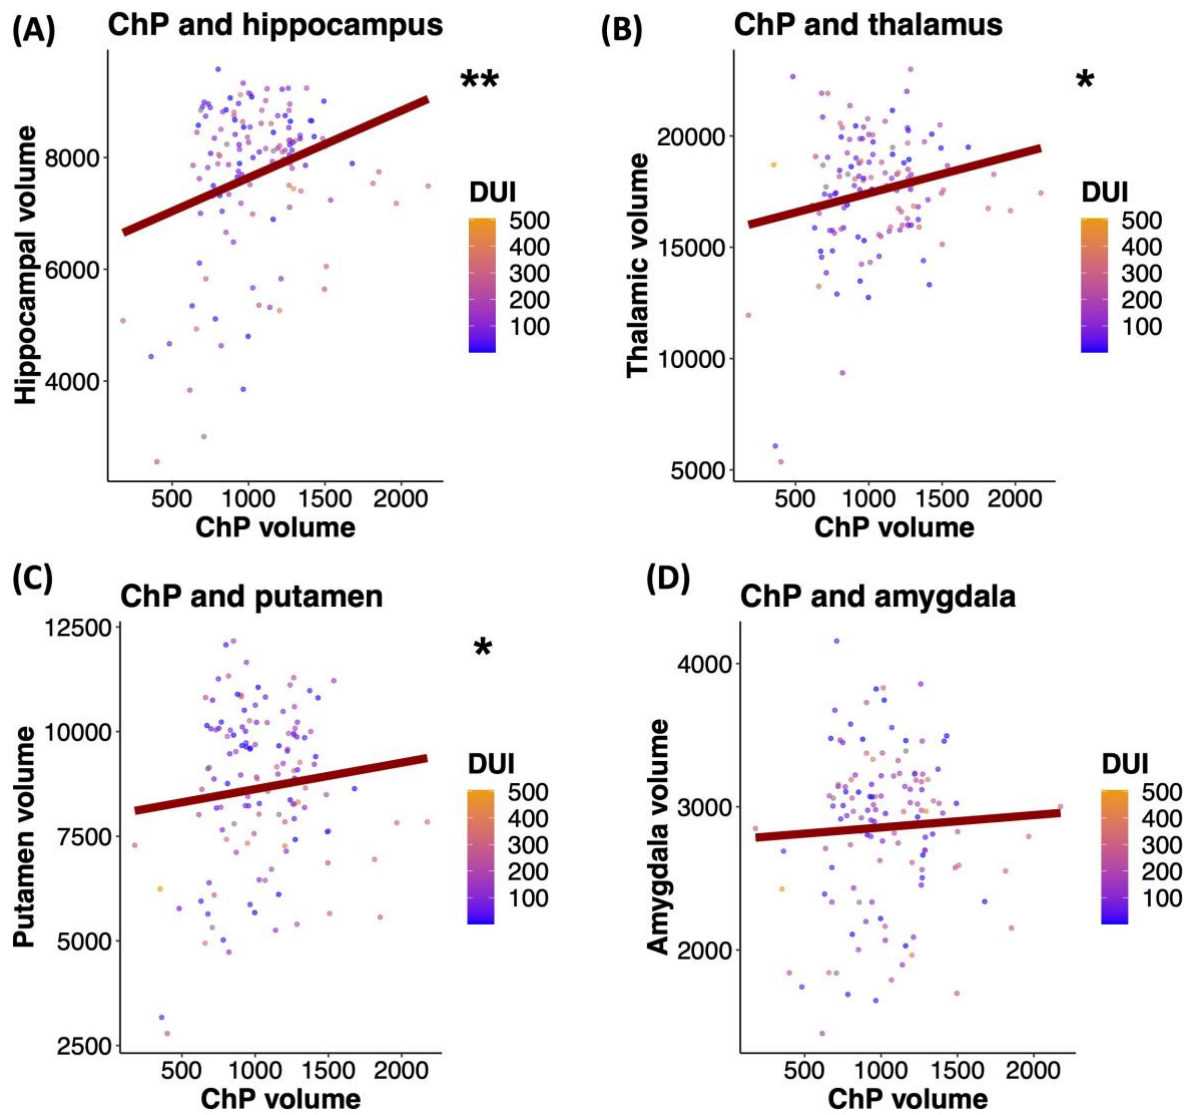 (A) ChP and hippocampus
**
Hippocampal volume
8000
6000
4000
500 1000 1500 2000
ChP volume
DUI
500
400
300
200
100
(B) ChP and thalamus
*
Thalamic volume
20000
15000
10000
5000
500 1000 1500 2000
ChP volume
DUI
500
400
300
200
100
(C) ChP and putamen
*
Putamen volume
12500
10000
7500
5000
2500
500 1000 1500 2000
ChP volume
DUI
500
400
300
200
100
(D) ChP and amygdala
Amygdala volume
4000
3000
2000
500 1000 1500 2000
ChP volume
DUI
500
400
300
200
100